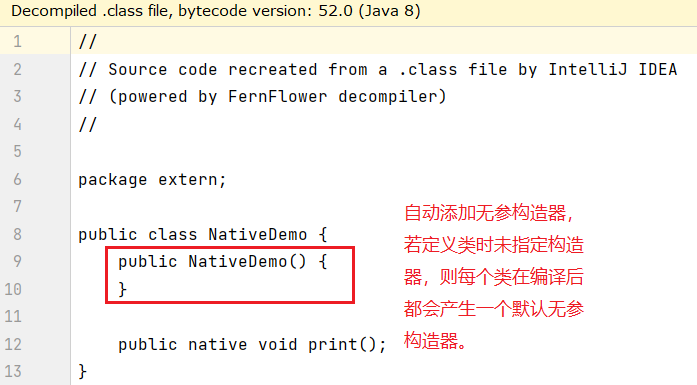 Decompiled .class file, bytecode version: 52.0 (Java 8)
1 //
2 // Source code recreated from a .class file by IntelliJ IDEA
3 // (powered by FernFlower decompiler)
4 //
5
6 package extern;
7
8 public class NativeDemo {
9 public NativeDemo() {
10 }
11
12 public native void print();
13 }
自动添加无参构造器，
若定义类时未指定构造
器，则每个类在编译后
都会产生一个默认无参
构造器。